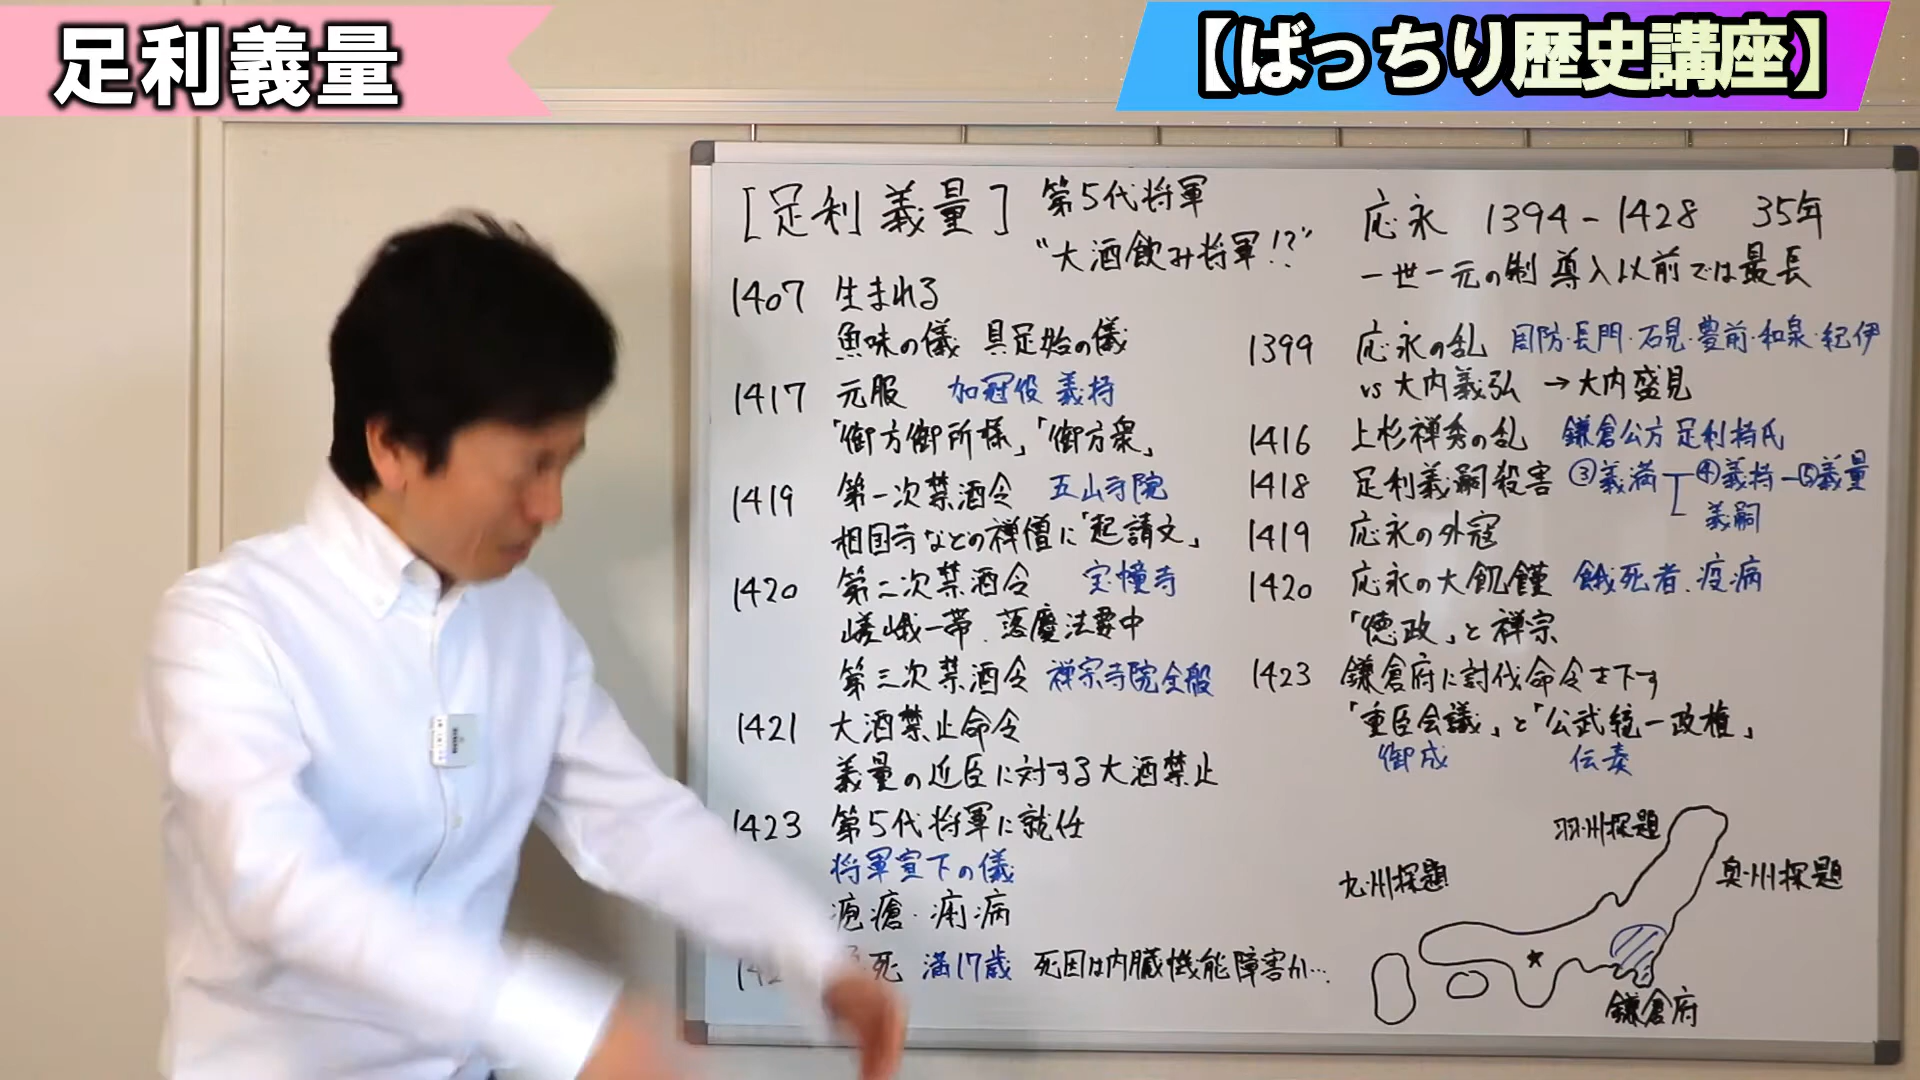 足利義量
【ばっちり歴史講座】
[足利義量] 第5代将軍
"大酒飲み将軍!?"
1407 生まれる
魚味の儀 具足始の儀
1417 元服 加冠役 義持
「御方御所様」「御方衆」
1419 第一次禁酒令 五山寺院
相国寺などの禅僧に「起請文」
1420 第二次禁酒令 宝幢寺
嵯峨一帯、落慶法要中
第三次禁酒令 禅宗寺院全般
1421 大酒禁止命令
義量の近臣に対する大酒禁止
1423 第5代将軍に就任
将軍宣下の儀
疱瘡・痢病
死 満17歳 死因は内臓機能障害か…
応永 1394-1428 35年
一世一元の制 導入以前では最長
1399 応永の乱 周防・長門・石見・豊前・和泉・紀伊
vs 大内義弘 → 大内盛見
1416 上杉禅秀の乱 鎌倉公方 足利持氏
1418 足利義嗣殺害 ③義満 ④義持 ⑤義量
義嗣
1419 応永の外寇
1420 応永の大飢饉 餓死者、疫病
「徳政」と禅宗
1423 鎌倉府に討伐命令を下す
「重臣会議」と「公武統一政権」
御成 伝奏
羽州探題
九州探題
奥州探題
鎌倉府